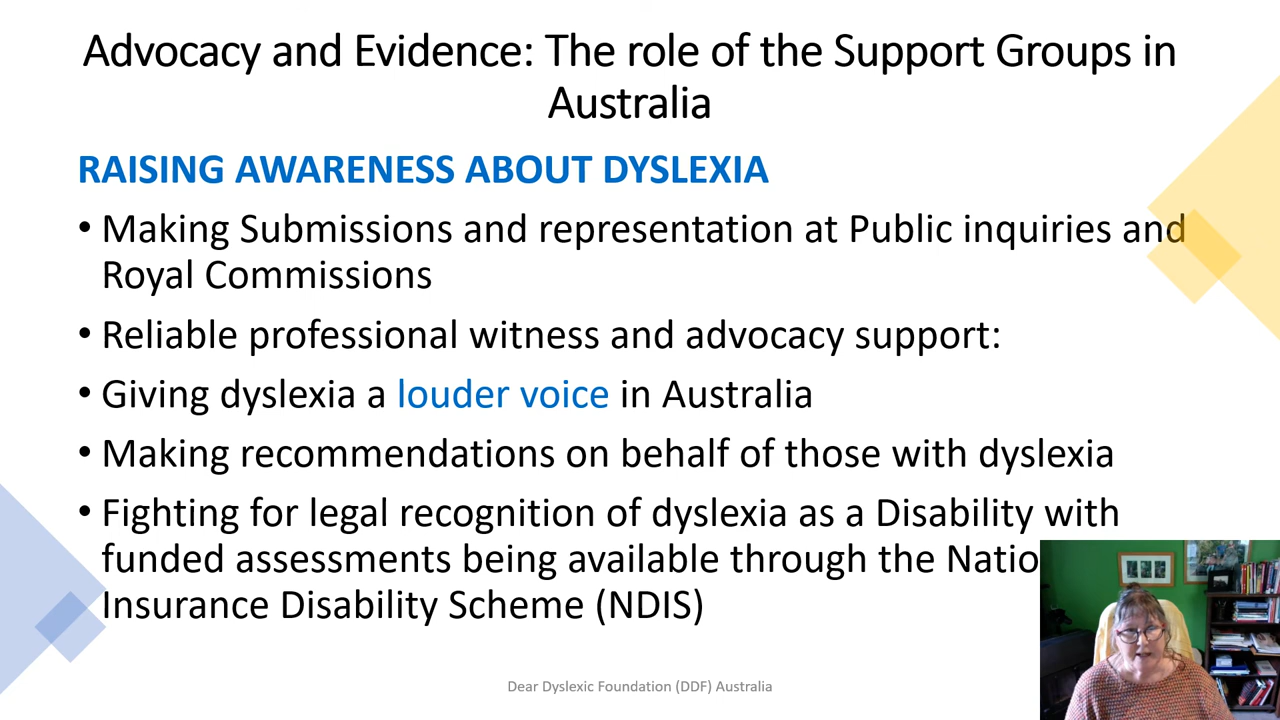 Advocacy and Evidence: The role of the Support Groups in
Australia
RAISING AWARENESS ABOUT DYSLEXIA
• Making Submissions and representation at Public inquiries and
Royal Commissions
• Reliable professional witness and advocacy support:
• Giving dyslexia a louder voice in Australia
• Making recommendations on behalf of those with dyslexia
• Fighting for legal recognition of dyslexia as a Disability with
funded assessments being available through the Natio
Insurance Disability Scheme (NDIS)
Dear Dyslexic Foundation (DDF) Australia